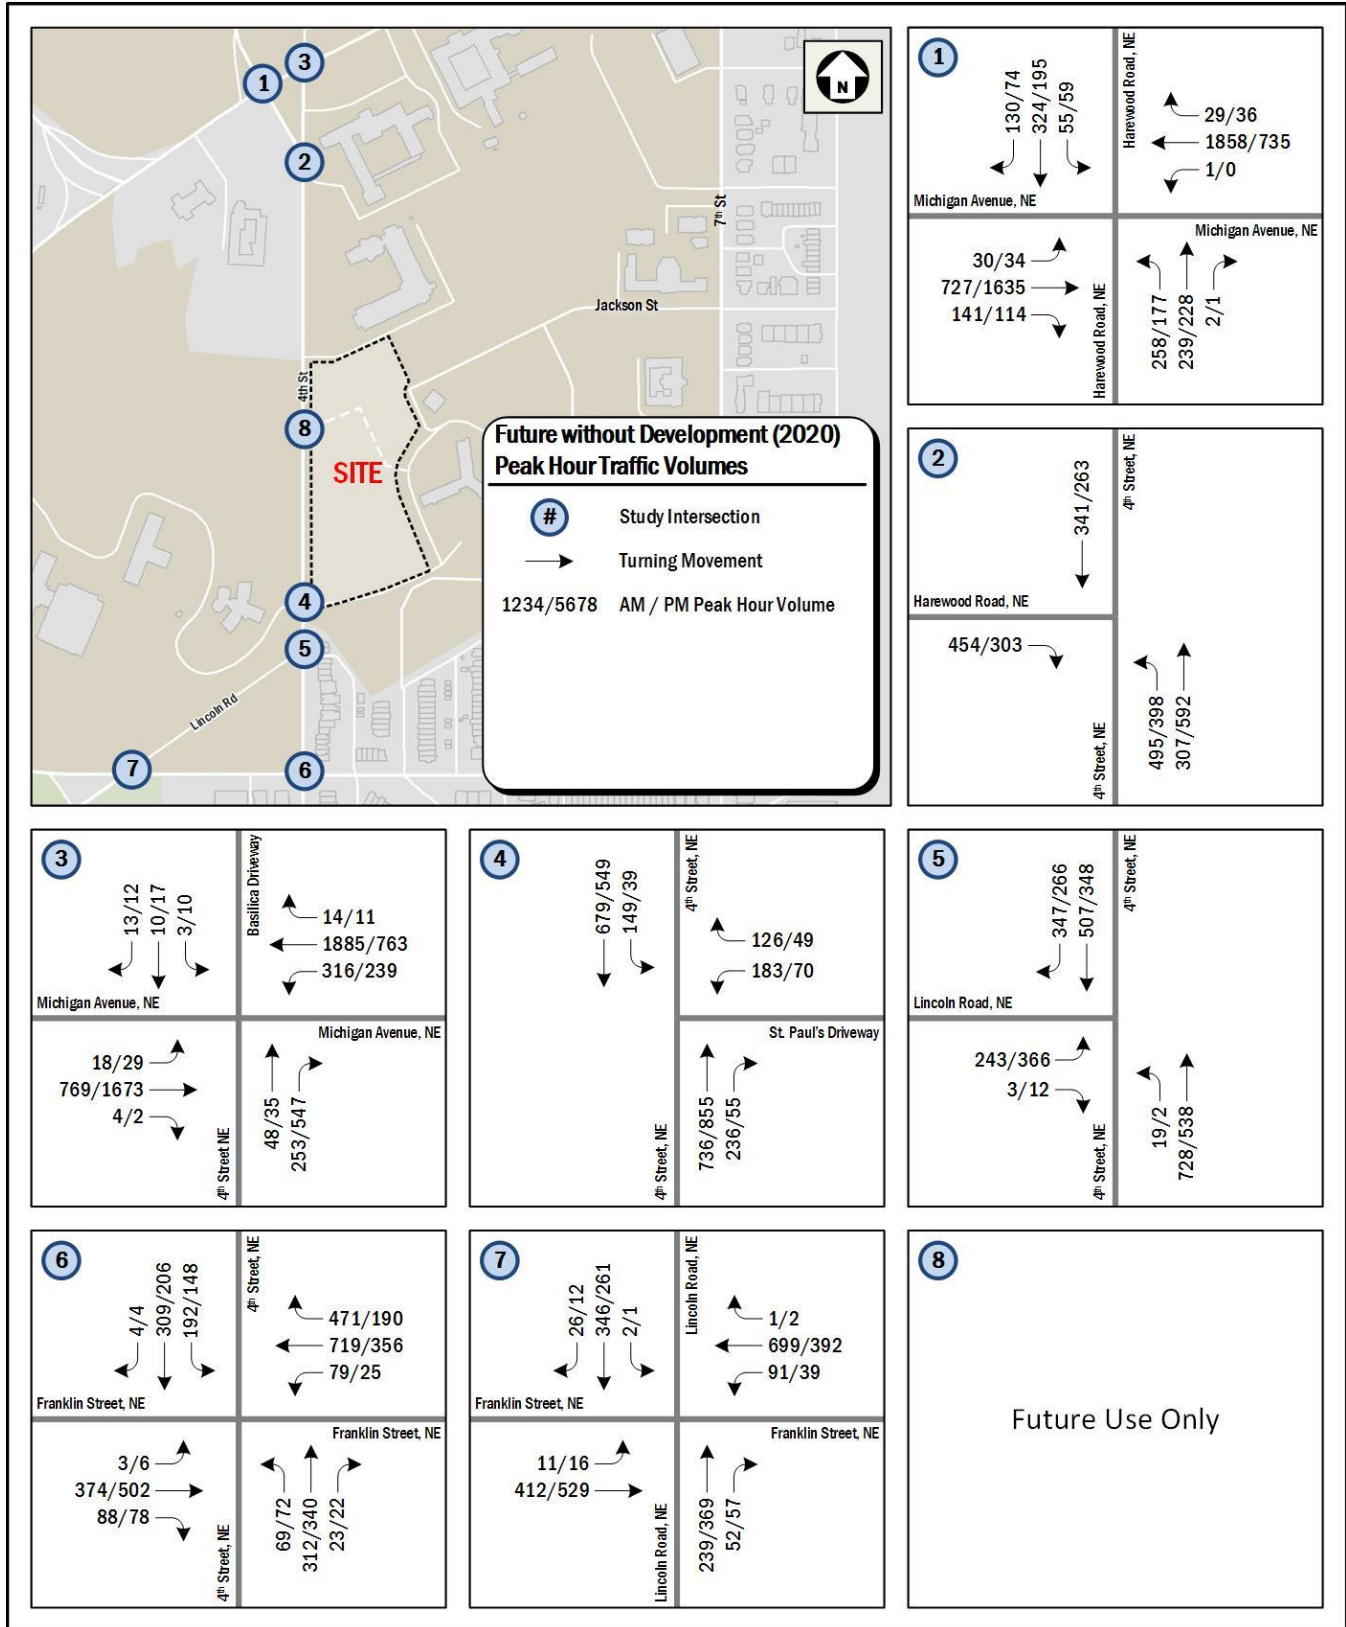 1
3
2
N
7th St
Jackson St
4th St
8
SITE
4
5
Lincoln Rd
7
6
Future without Development (2020)
Peak Hour Traffic Volumes
#
Study Intersection
Turning Movement
1234/5678
AM / PM Peak Hour Volume
1
130/74
324/195
55/59
Harewood Road, NE
29/36
1858/735
1/0
Michigan Avenue, NE
Michigan Avenue, NE
30/34
727/1635
141/114
Harewood Road, NE
258/177
239/228
2/1
2
341/263
4th Street, NE
Harewood Road, NE
454/303
4th Street, NE
495/398
307/592
3
13/12
10/17
3/10
Basilica Driveway
14/11
1885/763
316/239
Michigan Avenue, NE
Michigan Avenue, NE
18/29
769/1673
4/2
4th Street NE
48/35
253/547
4
679/549
149/39
4th Street, NE
126/49
183/70
St. Paul's Driveway
4th Street, NE
736/855
236/55
5
347/266
507/348
4th Street, NE
Lincoln Road, NE
243/366
3/12
4th Street, NE
19/2
728/538
6
4/4
309/206
192/148
4th Street, NE
471/190
719/356
79/25
Franklin Street, NE
Franklin Street, NE
3/6
374/502
88/78
4th Street, NE
69/72
312/340
23/22
7
26/12
346/261
2/1
Lincoln Road, NE
1/2
699/392
91/39
Franklin Street, NE
Franklin Street, NE
11/16
412/529
Lincoln Road, NE
239/369
52/57
8
Future Use Only